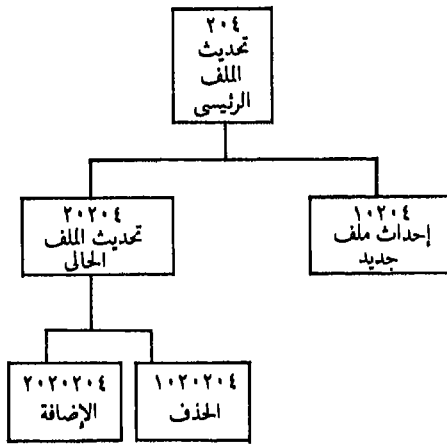 ٢٠٤
تحديث
الملف
الرئيسى
١٠٢٠٤
إحداث ملف
جديد
٢٠٢٠٤
تحديث الملف
الحالى
١٠٢٠٢٠٤
الحذف
٢٠٢٠٢٠٤
الإضافة